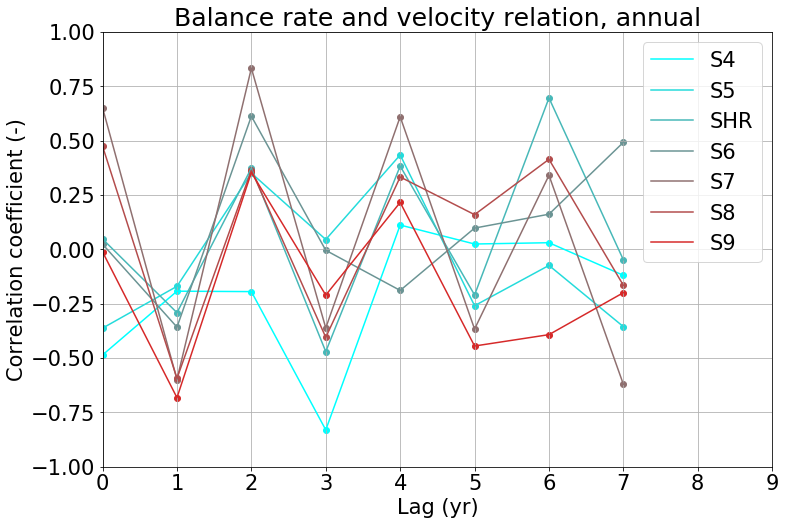 Balance rate and velocity relation, annual
Correlation coefficient (-)
1.00
0.75
0.50
0.25
0.00
−0.25
−0.50
−0.75
−1.00
S4
S5
SHR
S6
S7
S8
S9
0 1 2 3 4 5 6 7 8 9
Lag (yr)